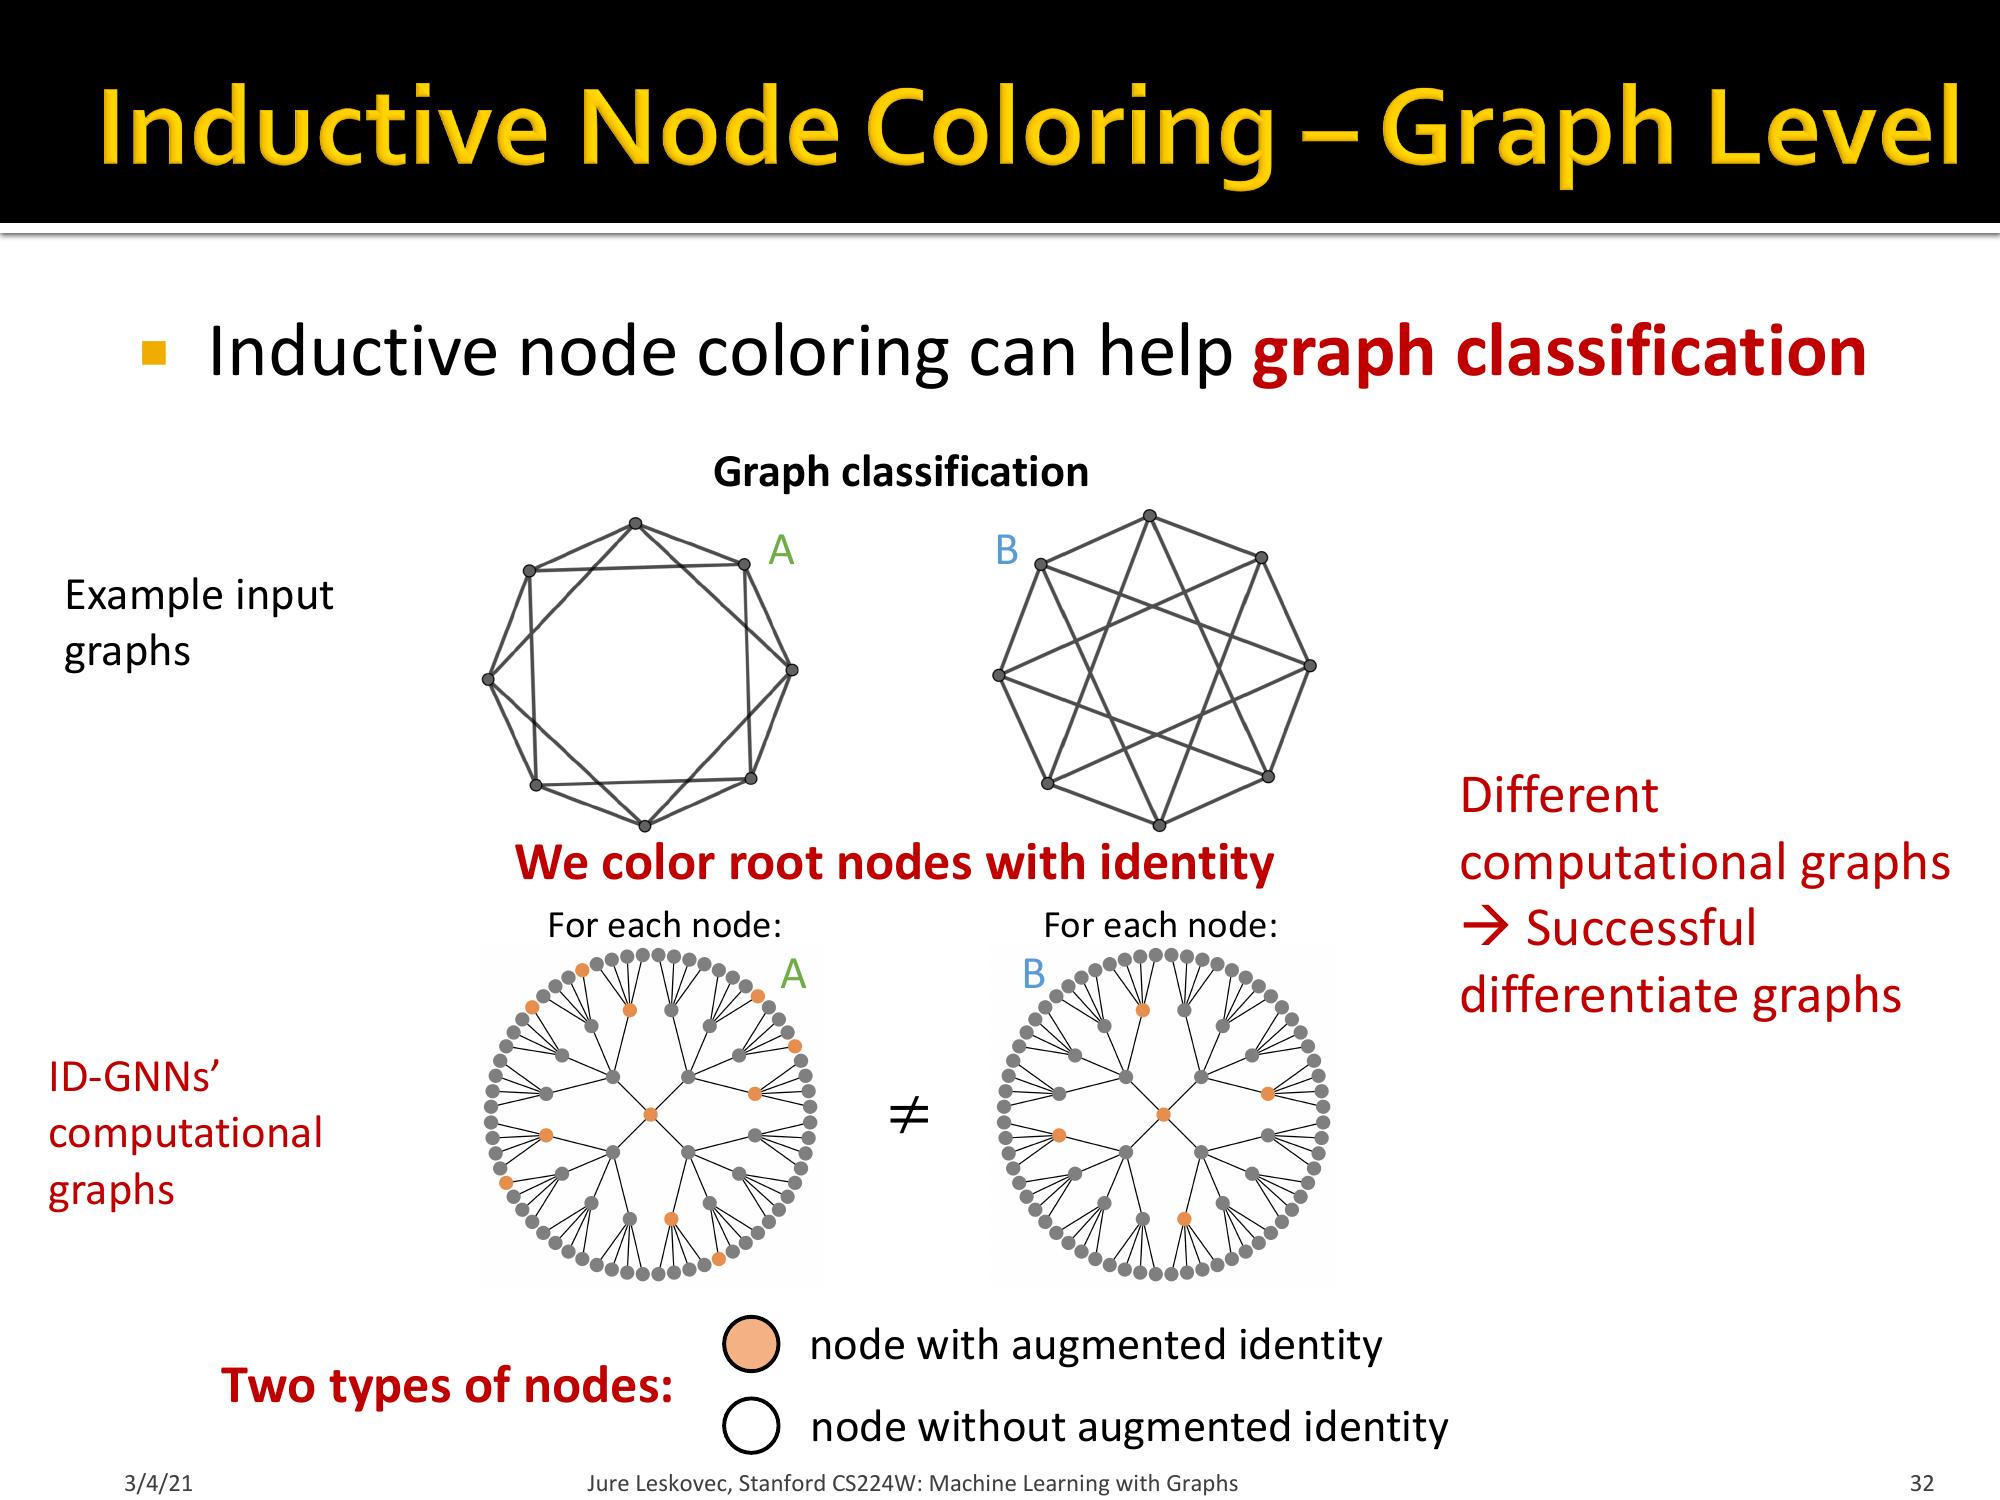 Inductive Node Coloring – Graph Level
▪ Inductive node coloring can help graph classification
Graph classification
A
B
Example input
graphs
We color root nodes with identity
Different
computational graphs
→ Successful
differentiate graphs
For each node:
For each node:
A
B
ID-GNNs’
computational
graphs
≠
Two types of nodes:
node with augmented identity
node without augmented identity
3/4/21
Jure Leskovec, Stanford CS224W: Machine Learning with Graphs
32